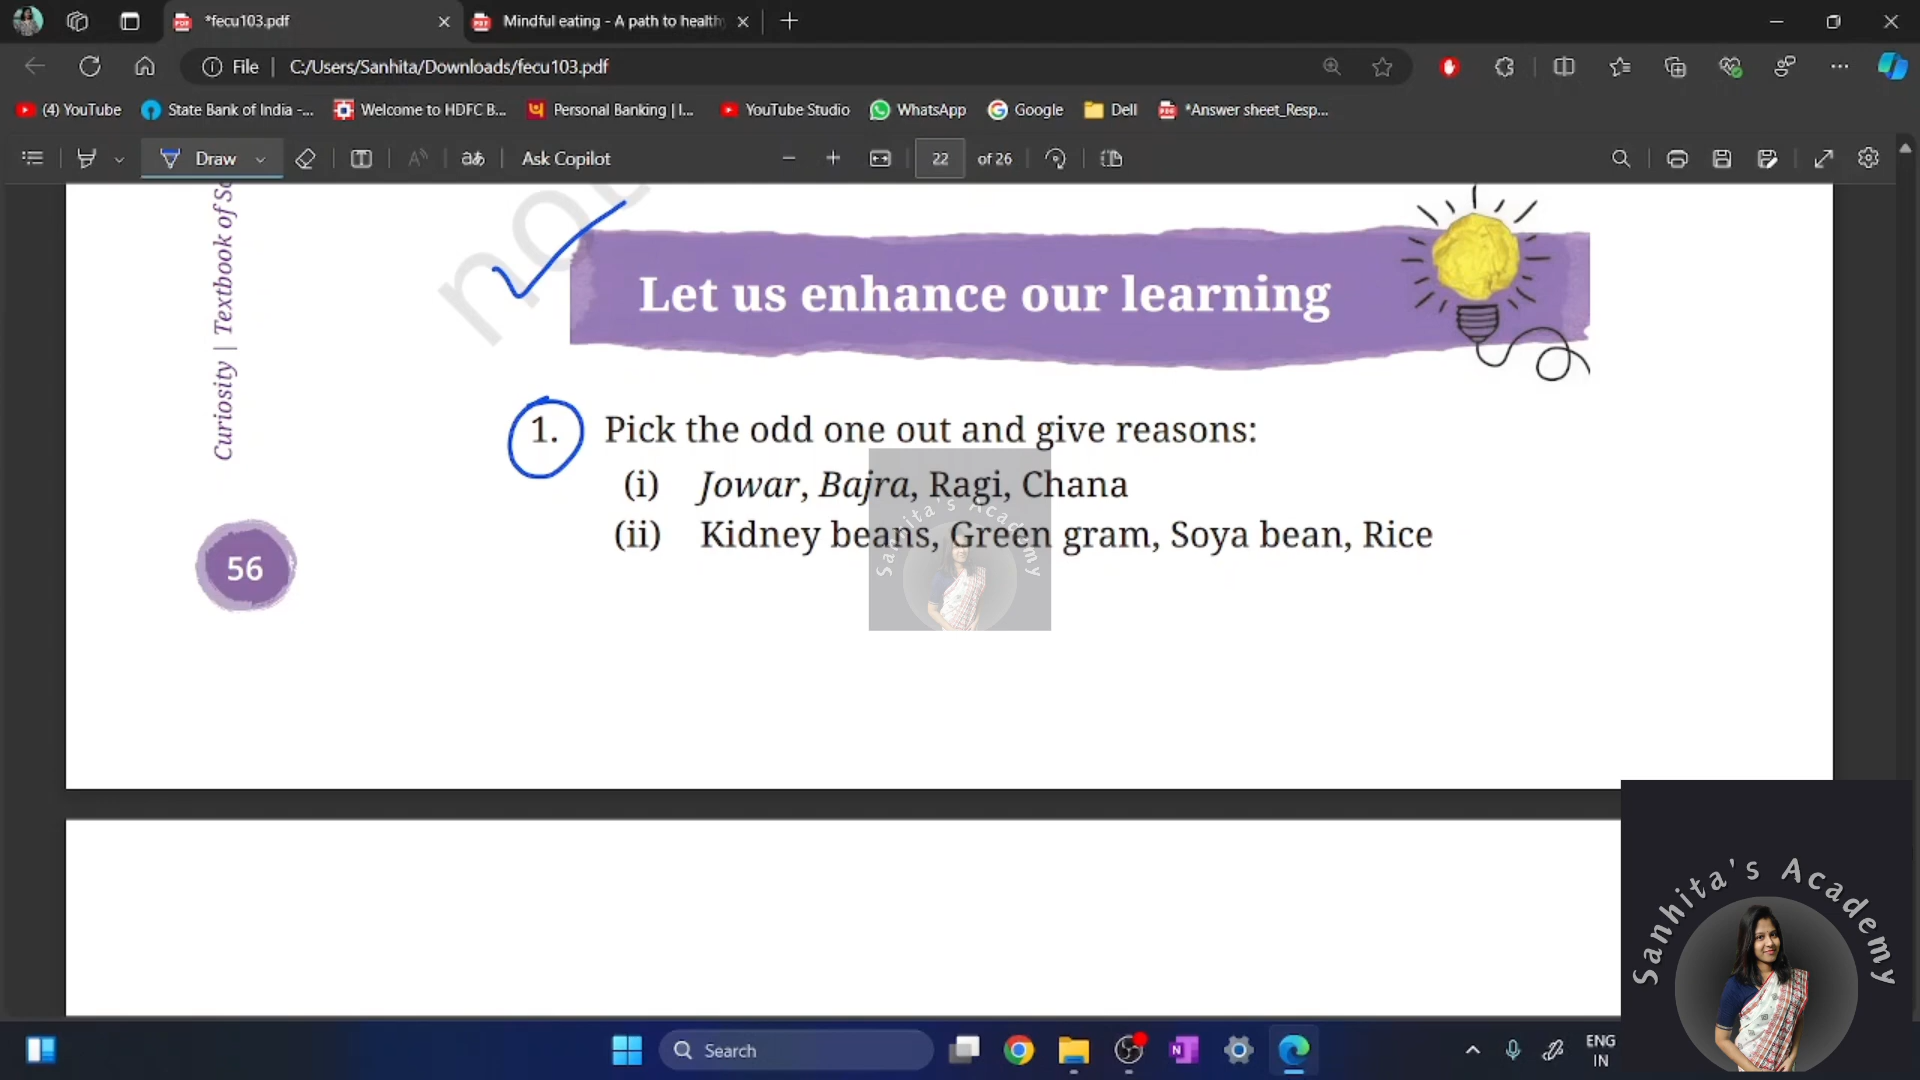 *fecu103.pdf
Mindful eating - A path to health
File
C:/Users/Sanhita/Downloads/fecu103.pdf
(4) YouTube
State Bank of India -...
Welcome to HDFC B...
Personal Banking | I...
YouTube Studio
WhatsApp
Google
Dell
*Answer sheet_Resp...
Draw
Ask Copilot
22
of 26
Curiosity | Textbook of Sc
not
Let us enhance our learning
1. Pick the odd one out and give reasons:
(i) Jowar, Bajra, Ragi, Chana
(ii) Kidney beans, Green gram, Soya bean, Rice
Sanhita's Academy
56
Sanhita's Academy
Search
ENG
IN